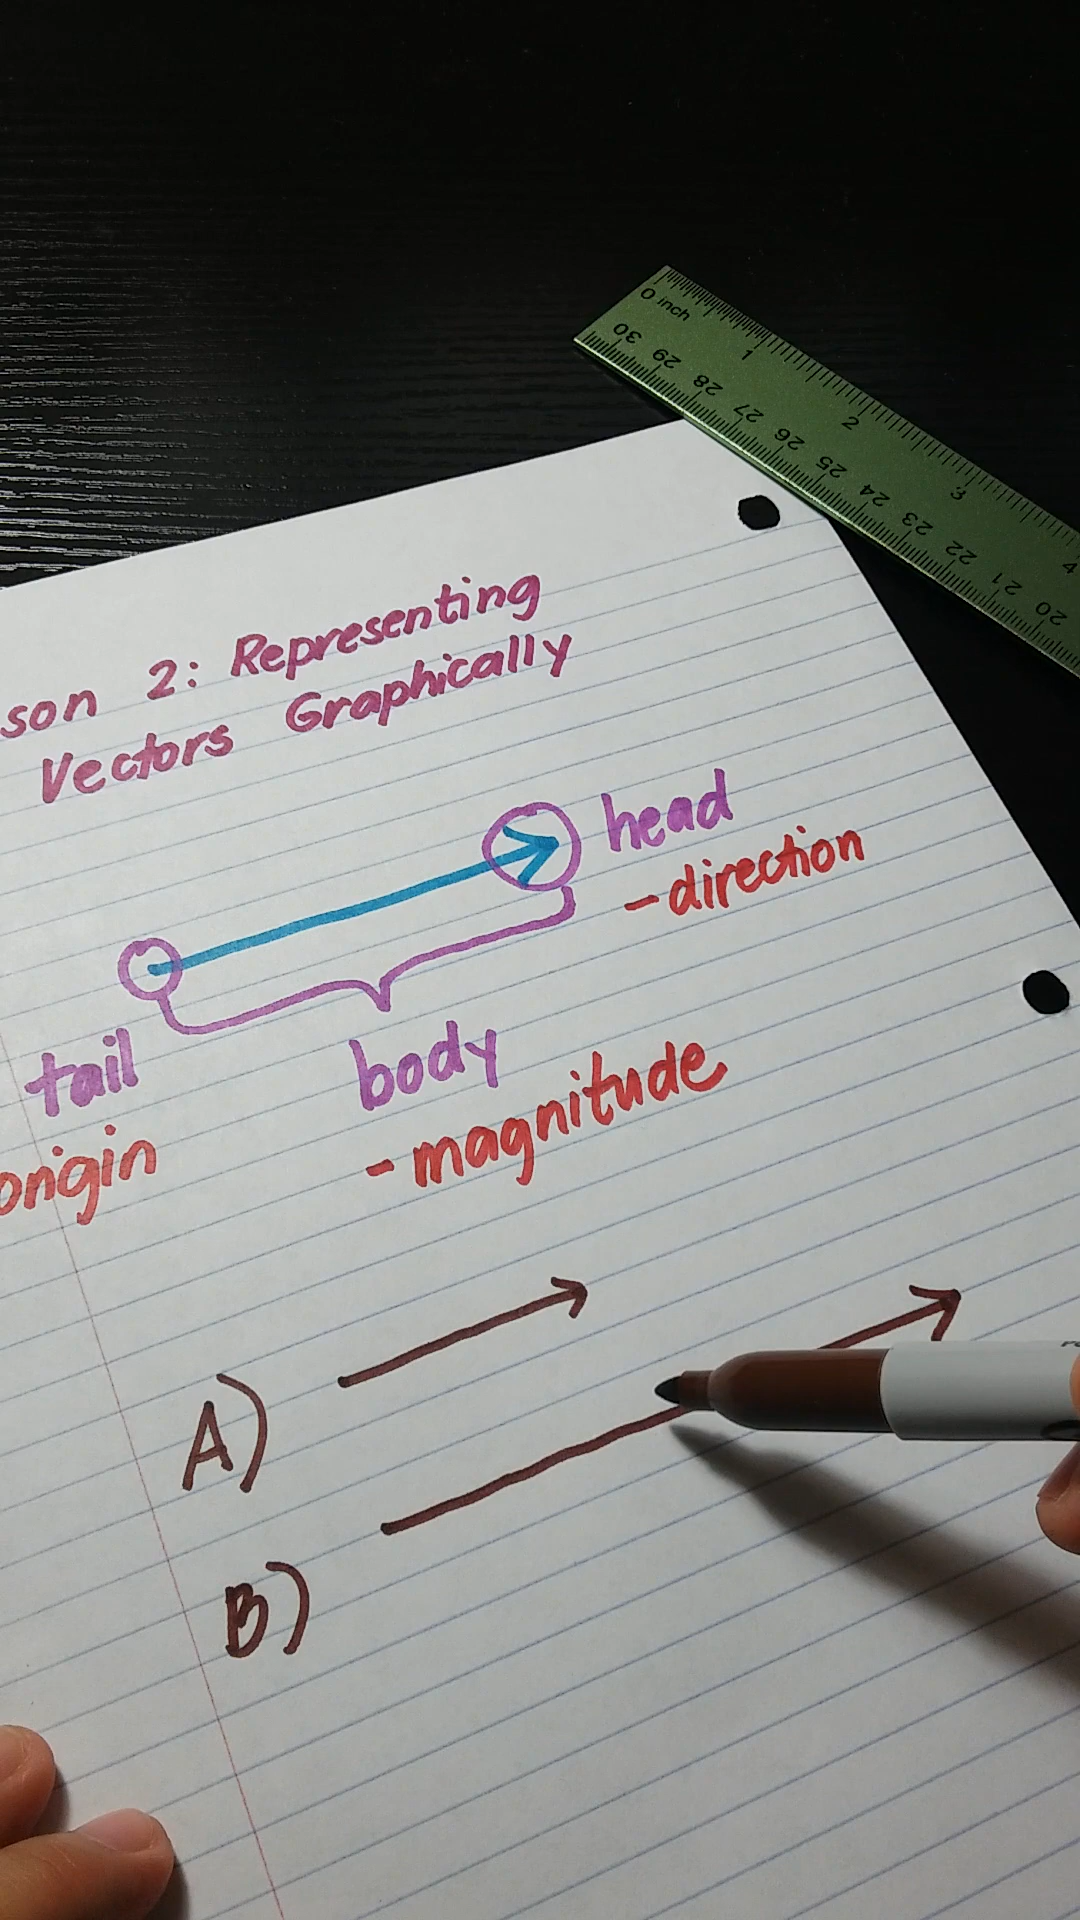 0 inch 1 2 3 4
30 29 28 27 26 25 24 23 22 21 20
son 2: Representing
Vectors Graphically
head
- direction
tail
origin
body
- magnitude
A)
B)